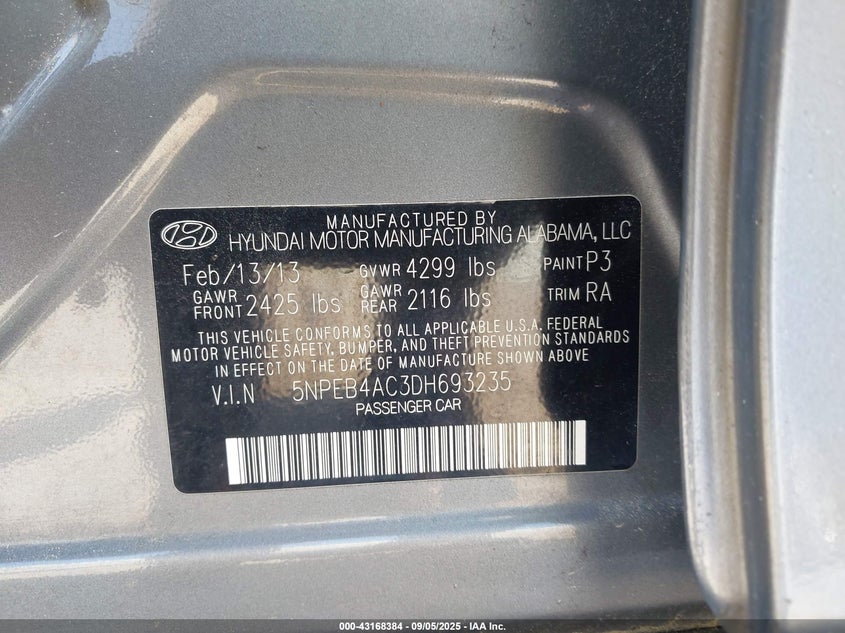 MANUFACTURED BY
HYUNDAI MOTOR MANUFACTURING ALABAMA, LLC
Feb/13/13 GVWR 4299 lbs PAINT P3
GAWR FRONT 2425 lbs GAWR REAR 2116 lbs TRIM RA
THIS VEHICLE CONFORMS TO ALL APPLICABLE U.S.A. FEDERAL
MOTOR VEHICLE SAFETY, BUMPER, AND THEFT PREVENTION STANDARDS
IN EFFECT ON THE DATE OF MANUFACTURE SHOWN ABOVE
V.I.N 5NPEB4AC3DH693235
PASSENGER CAR
000-43168384 - 09/05/2025 - IAA Inc.